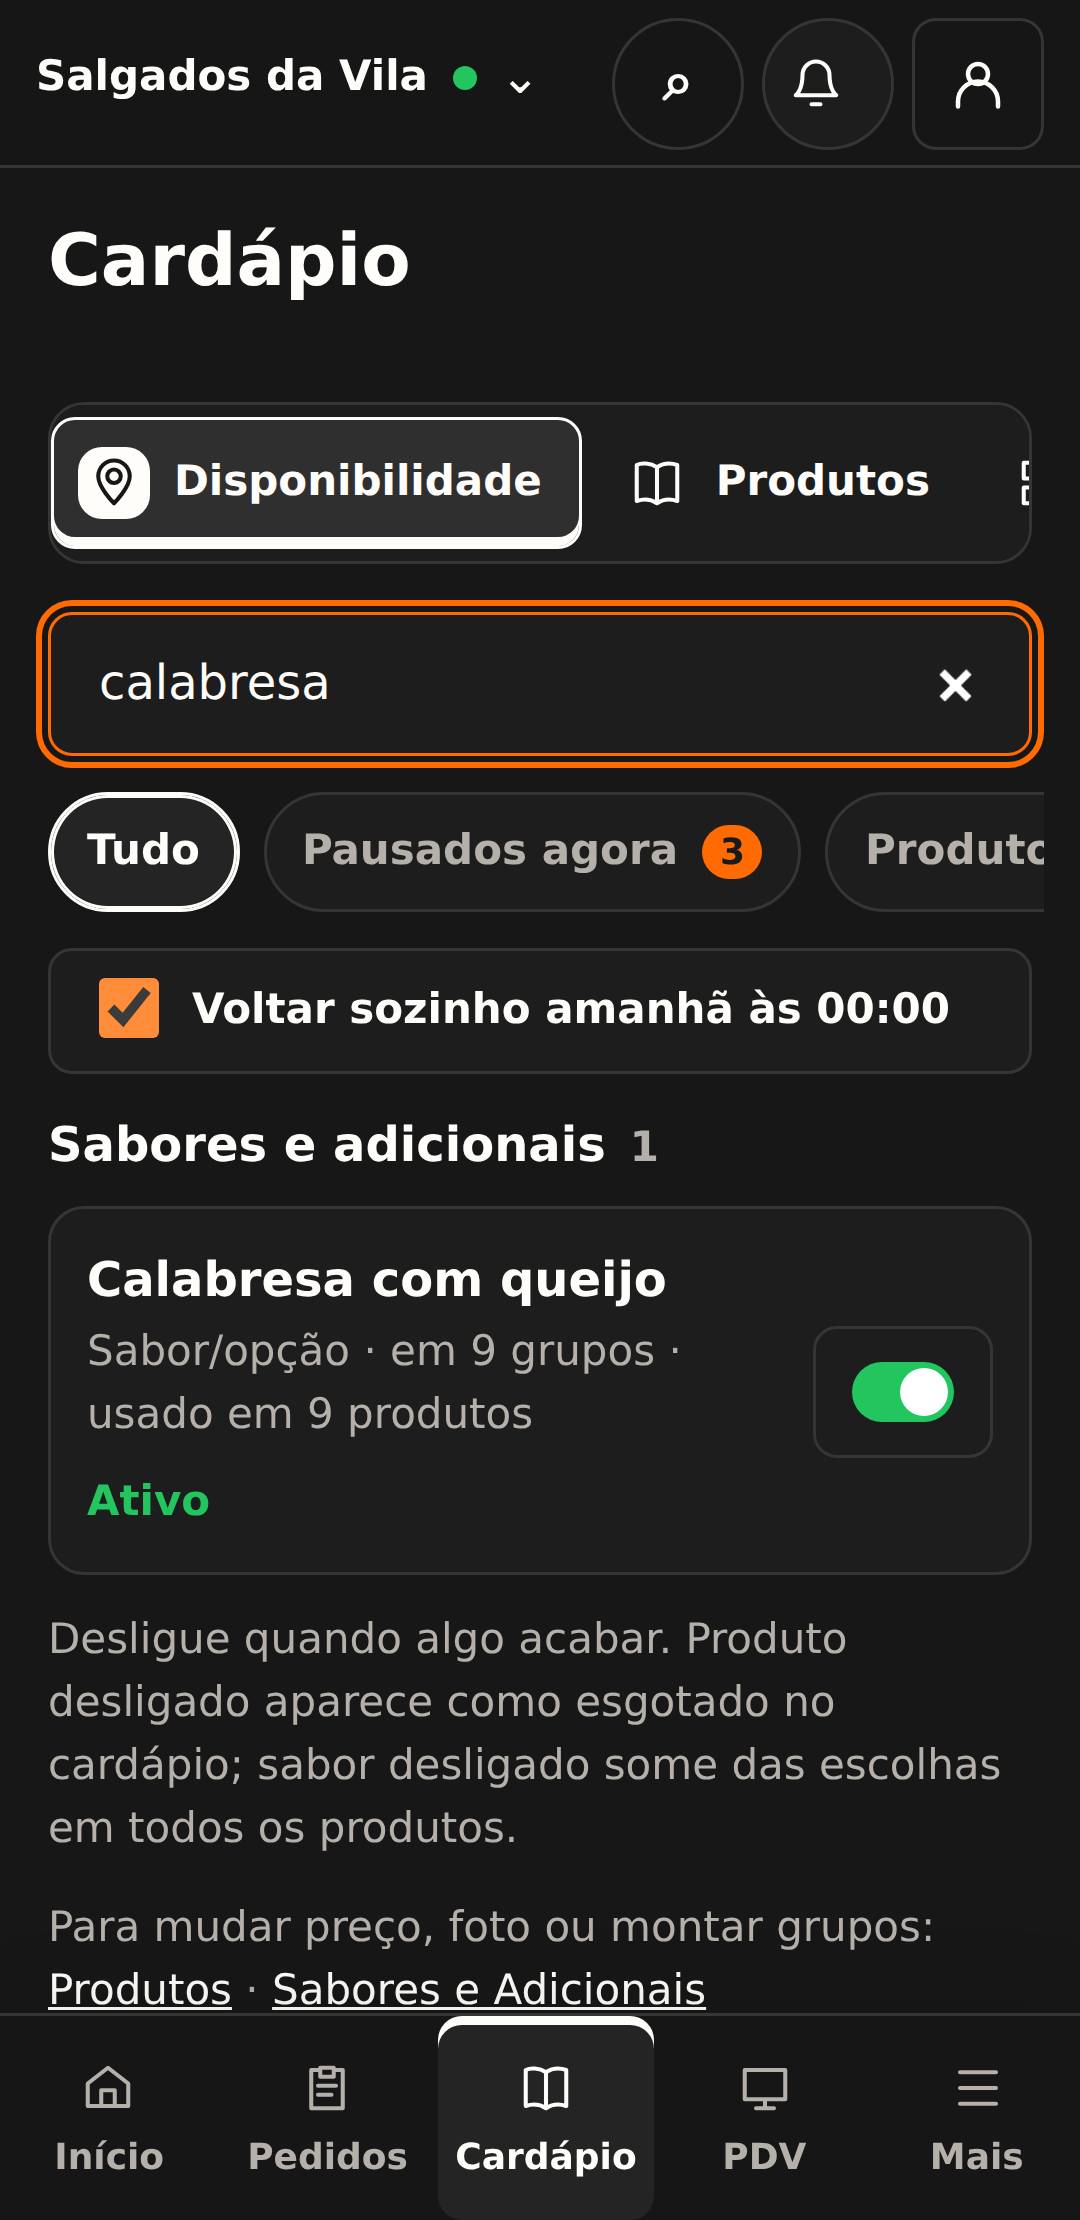 Salgados da Vila
Cardápio
Disponibilidade Produtos
calabresa
Tudo Pausados agora 3 Produto
Voltar sozinho amanhã às 00:00
Sabores e adicionais 1
Calabresa com queijo
Sabor/opção · em 9 grupos ·
usado em 9 produtos
Ativo
Desligue quando algo acabar. Produto
desligado aparece como esgotado no
cardápio; sabor desligado some das escolhas
em todos os produtos.
Para mudar preço, foto ou montar grupos:
Produtos · Sabores e Adicionais
Início Pedidos Cardápio PDV Mais